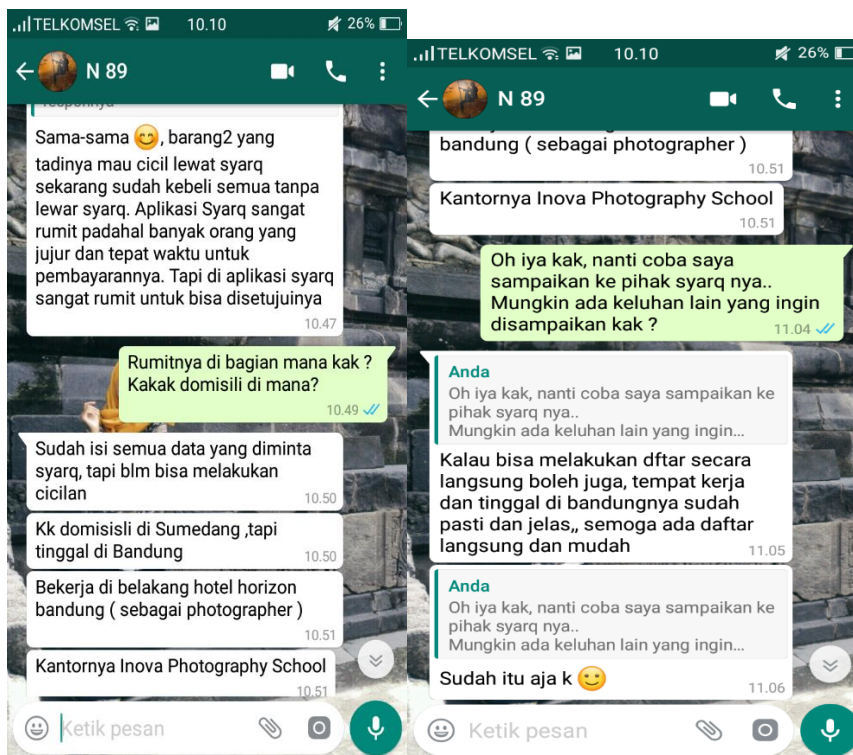 TELKOMSEL 10.10 26%
N 89
Sama-sama 😊, barang2 yang
tadinya mau cicil lewat syarq
sekarang sudah kebeli semua tanpa
lewar syarq. Aplikasi Syarq sangat
rumit padahal banyak orang yang
jujur dan tepat waktu untuk
pembayarannya. Tapi di aplikasi syarq
sangat rumit untuk bisa disetujuinya
10.47
Rumitnya di bagian mana kak ?
Kakak domisili di mana?
10.49
Sudah isi semua data yang diminta
syarq, tapi blm bisa melakukan
cicilan
10.50
Kk domisisli di Sumedang ,tapi
tinggal di Bandung
10.50
Bekerja di belakang hotel horizon
bandung ( sebagai photographer )
10.51
Kantornya Inova Photography School
10.51
Ketik pesan
TELKOMSEL 10.10 26%
N 89
bandung ( sebagai photographer )
10.51
Kantornya Inova Photography School
10.51
Oh iya kak, nanti coba saya
sampaikan ke pihak syarq nya..
Mungkin ada keluhan lain yang ingin
disampaikan kak ?
11.04
Anda
Oh iya kak, nanti coba saya sampaikan ke
pihak syarq nya..
Mungkin ada keluhan lain yang ingin...
Kalau bisa melakukan dftar secara
langsung boleh juga, tempat kerja
dan tinggal di bandungnya sudah
pasti dan jelas,, semoga ada daftar
langsung dan mudah
11.05
Anda
Oh iya kak, nanti coba saya sampaikan ke
pihak syarq nya..
Mungkin ada keluhan lain yang ingin...
Sudah itu aja k 🙂
11.06
Ketik pesan